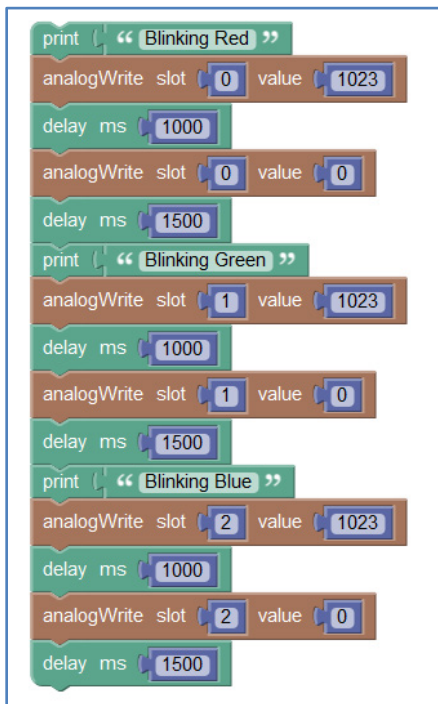 print “ Blinking Red ”
analogWrite slot 0 value 1023
delay ms 1000
analogWrite slot 0 value 0
delay ms 1500
print “ Blinking Green ”
analogWrite slot 1 value 1023
delay ms 1000
analogWrite slot 1 value 0
delay ms 1500
print “ Blinking Blue ”
analogWrite slot 2 value 1023
delay ms 1000
analogWrite slot 2 value 0
delay ms 1500